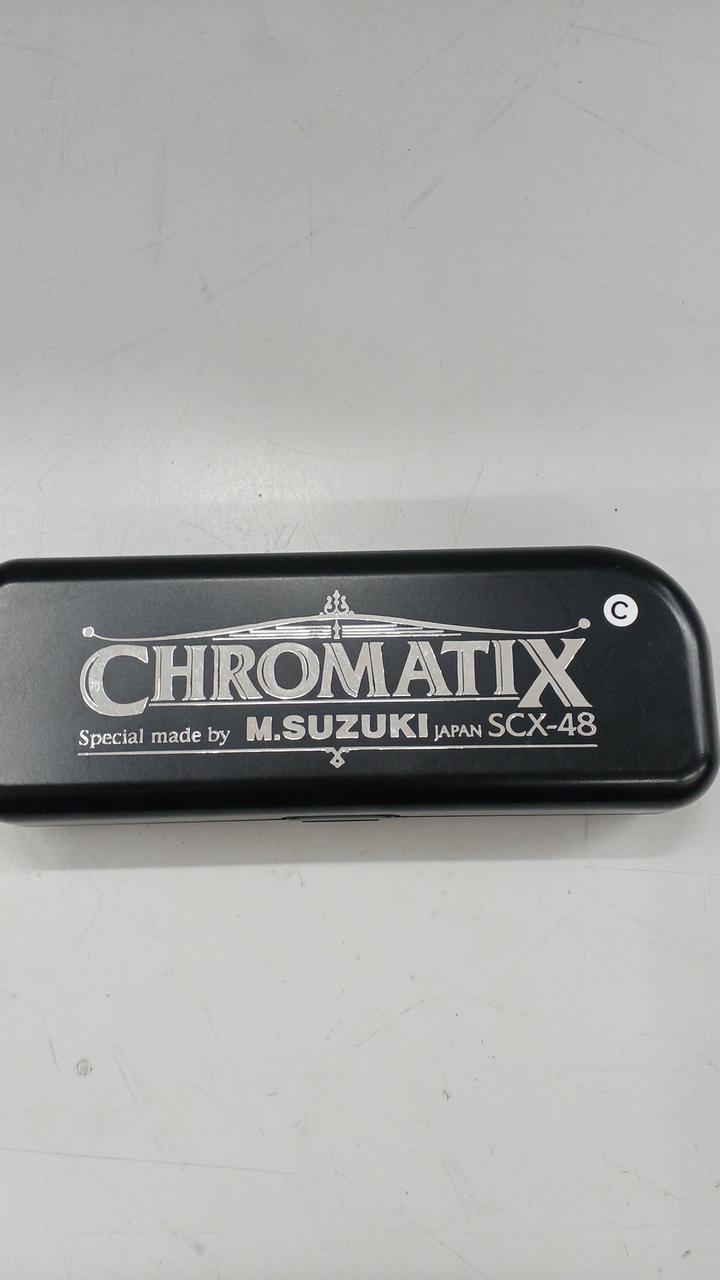 C
CHROMATIX
Special made by M.SUZUKI JAPAN SCX-48